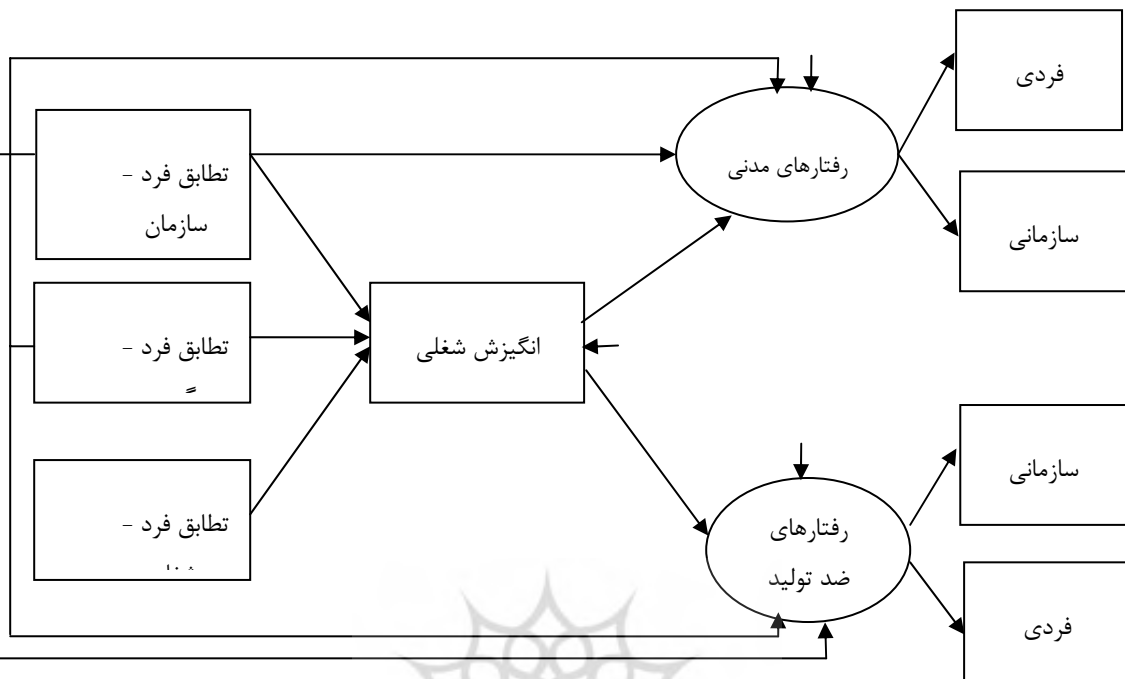 فردی
رفتارهای مدنی
سازمانی
تطابق فرد –
سازمان
تطابق فرد –
انگیزش شغلی
تطابق فرد –
سازمانی
رفتارهای
ضد تولید
فردی